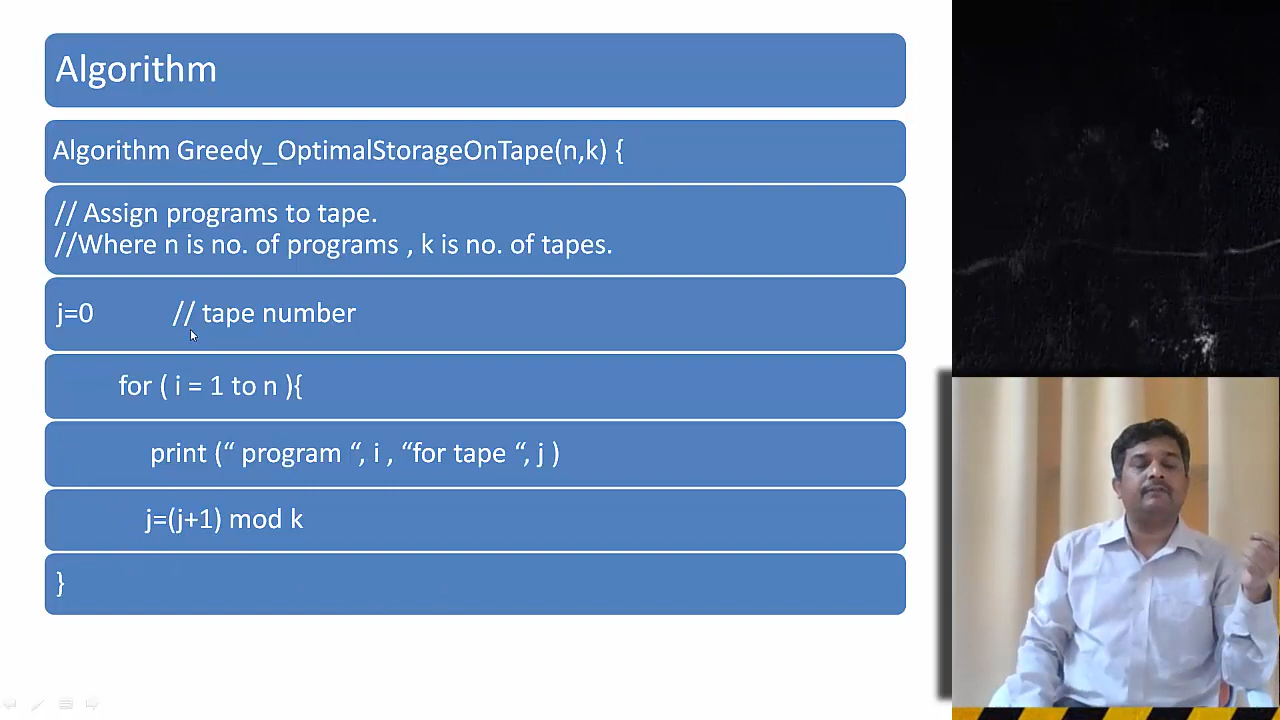 Algorithm
Algorithm Greedy_OptimalStorageOnTape(n,k) {
// Assign programs to tape.
//Where n is no. of programs , k is no. of tapes.
j=0 // tape number
for ( i = 1 to n ){
print (“ program “, i , “for tape “, j )
j=(j+1) mod k
}